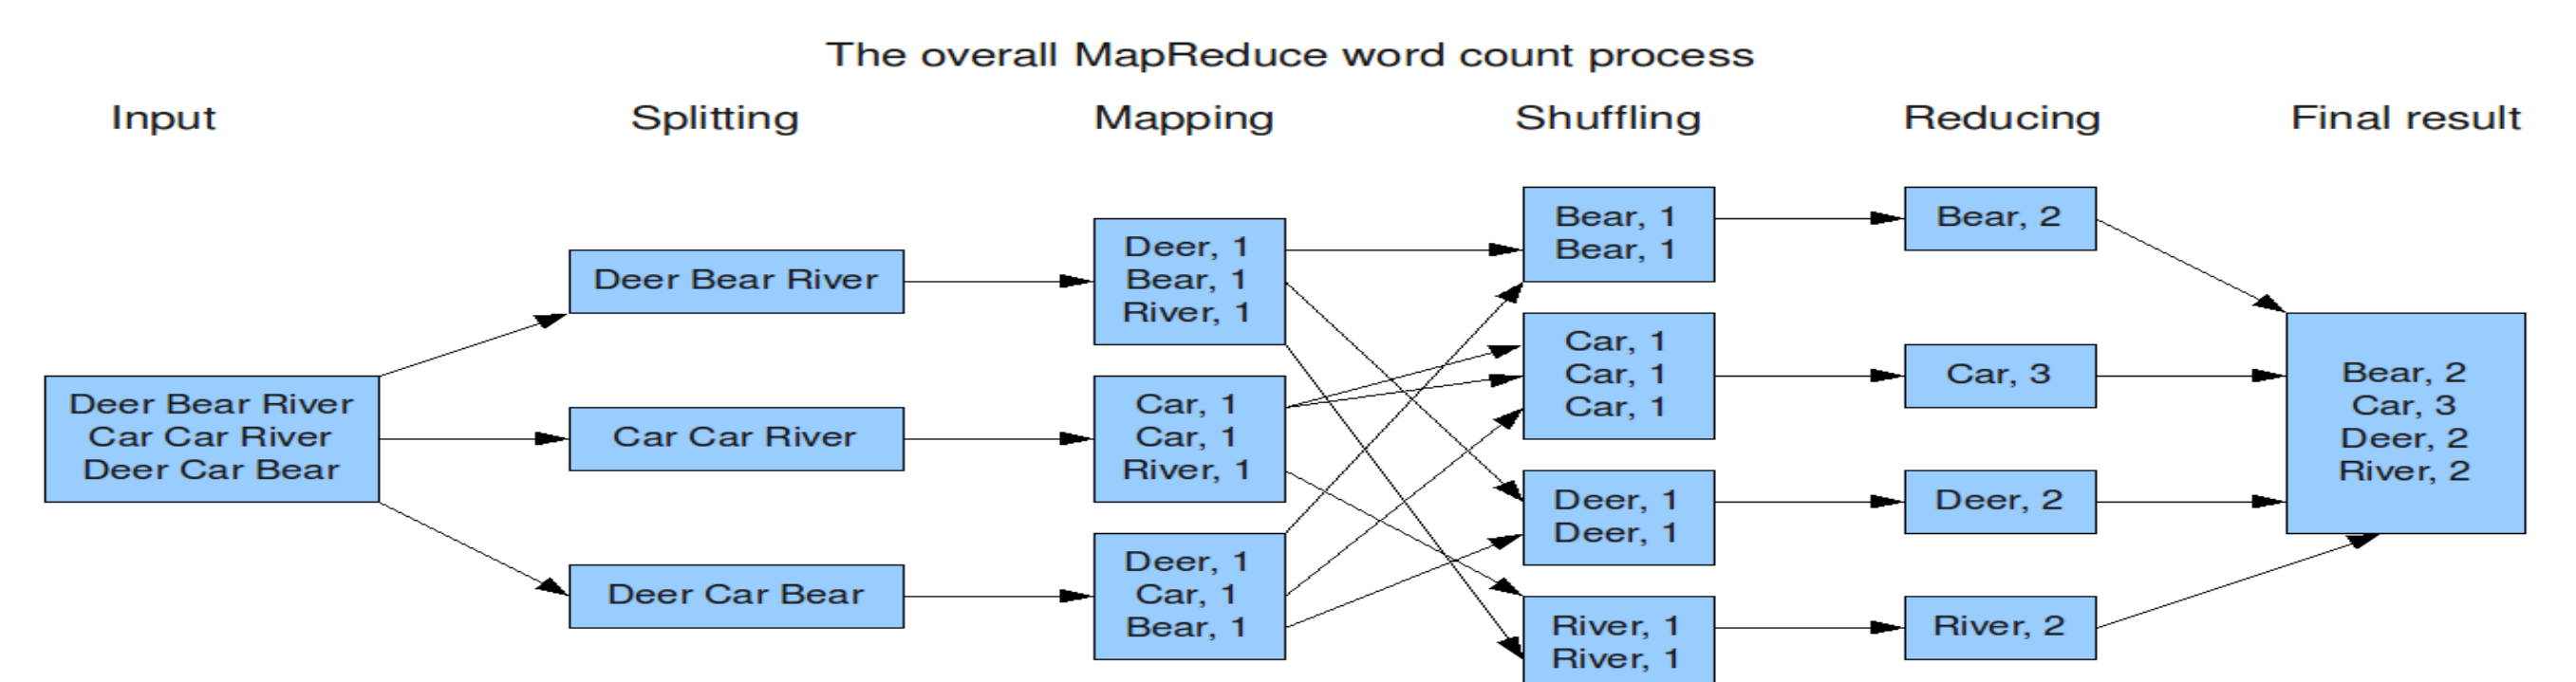 The overall MapReduce word count process
Input
Splitting
Mapping
Shuffling
Reducing
Final result
Deer Bear River
Car Car River
Deer Car Bear
Deer Bear River
Car Car River
Deer Car Bear
Deer, 1
Bear, 1
River, 1
Car, 1
Car, 1
River, 1
Deer, 1
Car, 1
Bear, 1
Bear, 1
Bear, 1
Car, 1
Car, 1
Car, 1
Deer, 1
Deer, 1
River, 1
River, 1
Bear, 2
Car, 3
Deer, 2
River, 2
Bear, 2
Car, 3
Deer, 2
River, 2